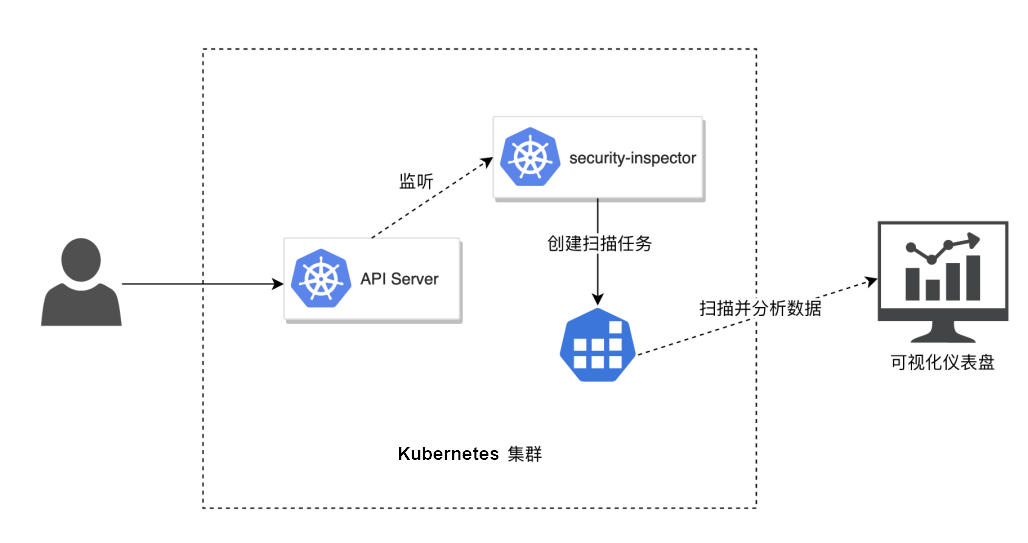 security-inspector
监听
创建扫描任务
API Server
扫描并分析数据
可视化仪表盘
Kubernetes 集群